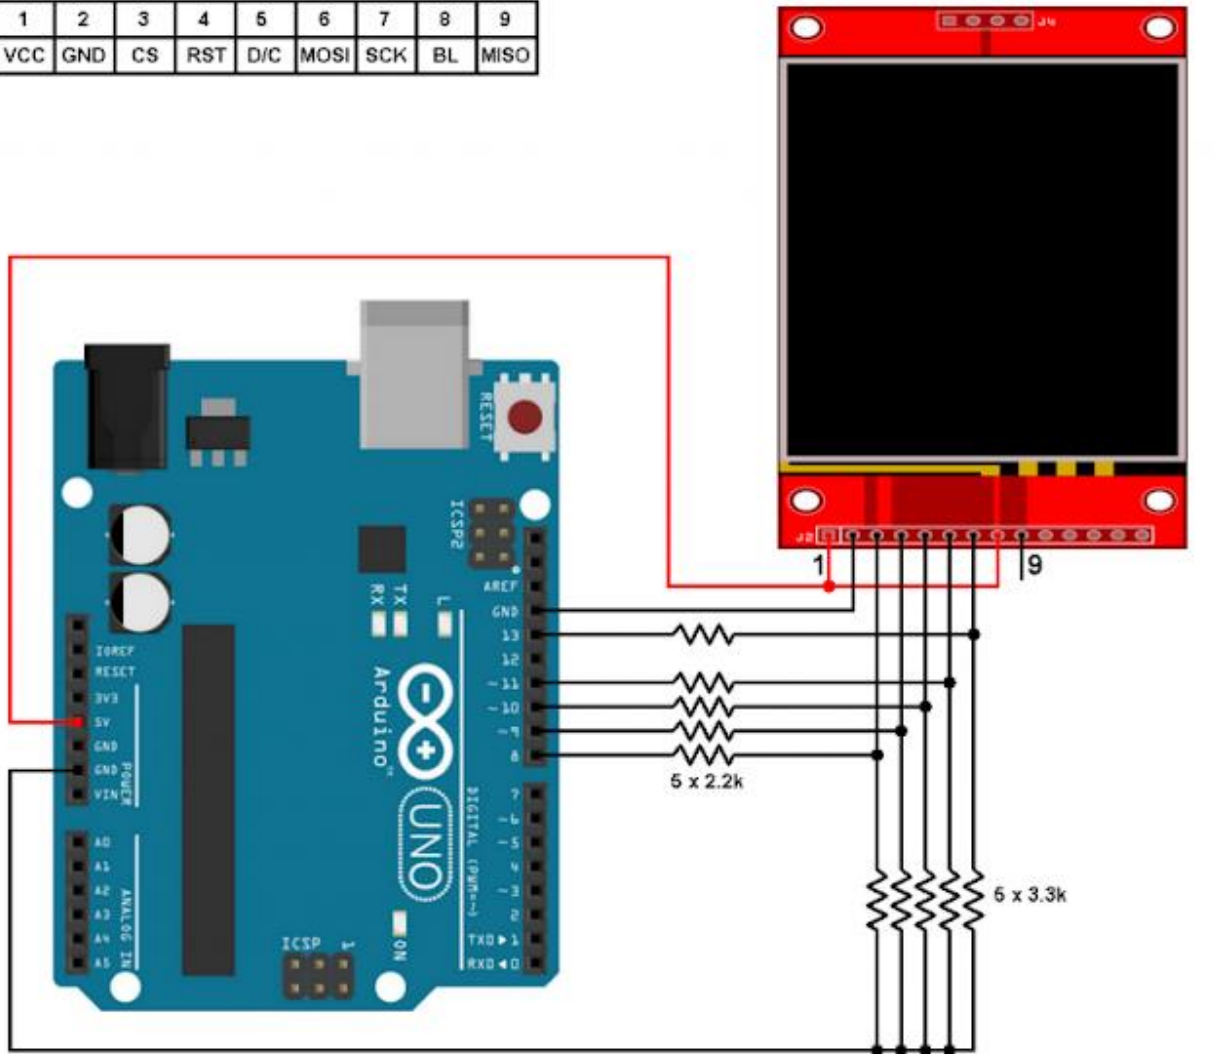 1 2 3 4 5 6 7 8 9
VCC GND CS RST D/C MOSI SCK BL MISO
J4
J2
1
9
RESET
ICSP2
AREF
GND
13
12
~11
~10
~9
8
7
~6
~5
4
~3
2
TX0▶1
RX0◀0
DIGITAL (PWM=~)
RX
TX
L
Arduino™
UNO
ON
ICSP
1
IOREF
RESET
3V3
5V
GND
GND
VIN
POWER
A0
A1
A2
A3
A4
A5
ANALOG IN
5 x 2.2k
5 x 3.3k